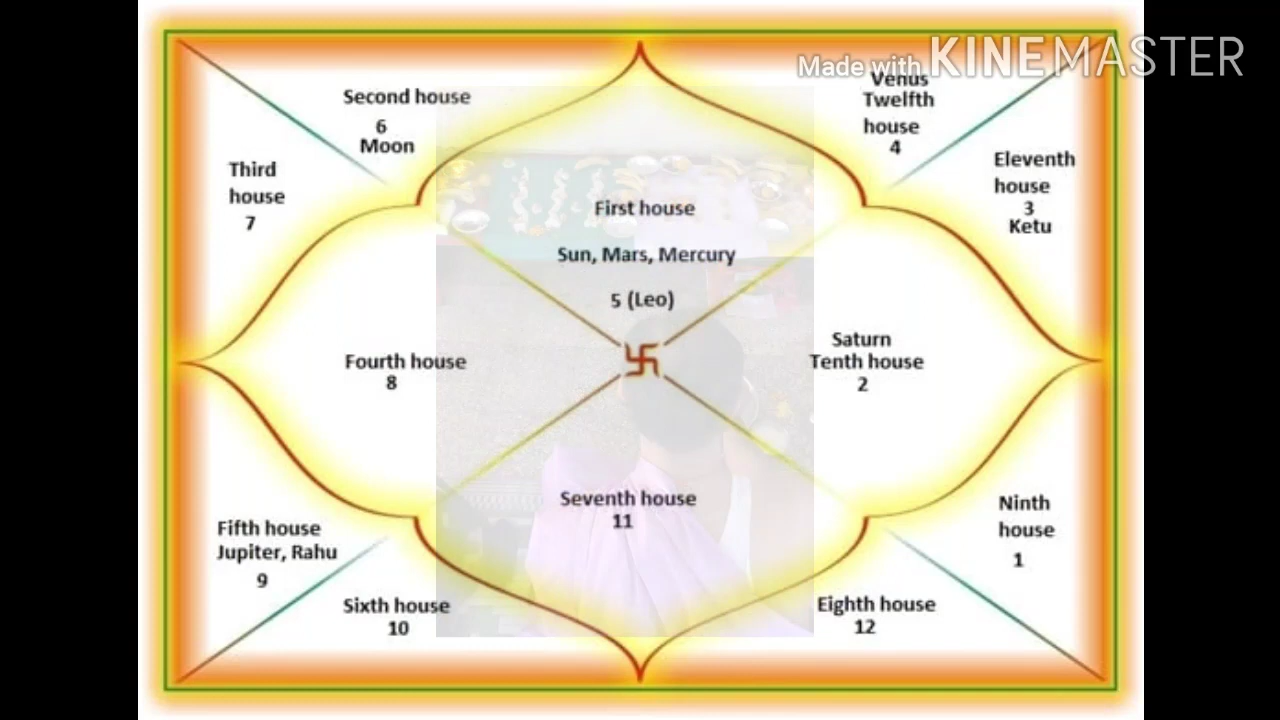 Made with KINEMASTER
Second house
6
Moon
Venus
Twelfth
house
4
Third
house
7
Eleventh
house
3
Ketu
First house
Sun, Mars, Mercury
5 (Leo)
Fourth house
8
Saturn
Tenth house
2
Seventh house
11
Fifth house
Jupiter, Rahu
9
Ninth
house
1
Sixth house
10
Eighth house
12